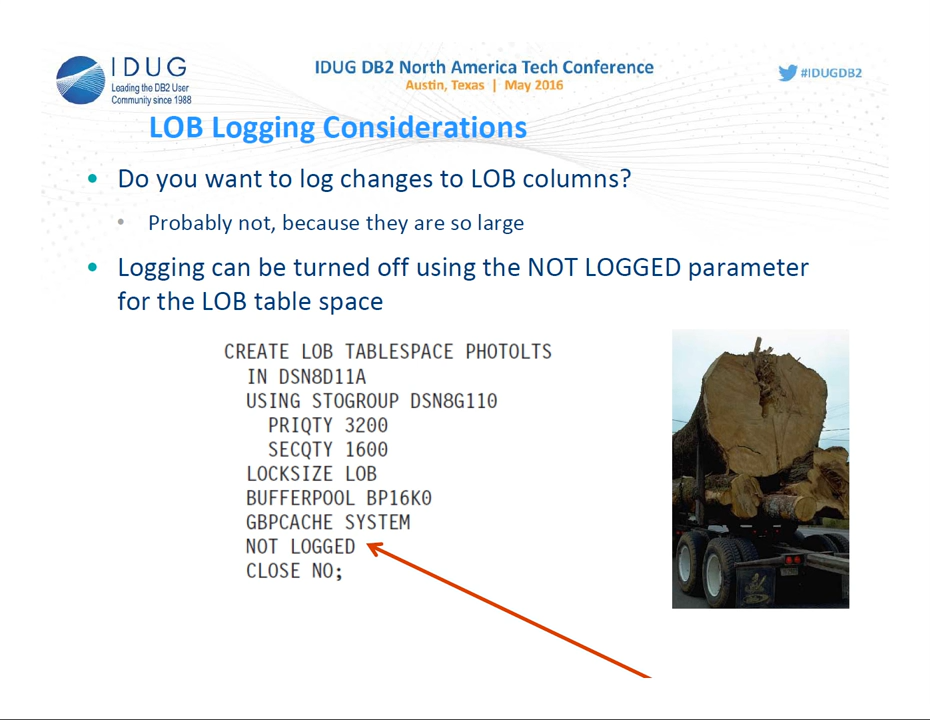 IDUG
Leading the DB2 User
Community since 1988
IDUG DB2 North America Tech Conference
Austin, Texas | May 2016
#IDUGDB2
LOB Logging Considerations
• Do you want to log changes to LOB columns?
• Probably not, because they are so large
• Logging can be turned off using the NOT LOGGED parameter
for the LOB table space
CREATE LOB TABLESPACE PHOTOLTS
IN DSN8D11A
USING STOGROUP DSN8G110
PRIQTY 3200
SECQTY 1600
LOCKSIZE LOB
BUFFERPOOL BP16K0
GBPCACHE SYSTEM
NOT LOGGED
CLOSE NO;